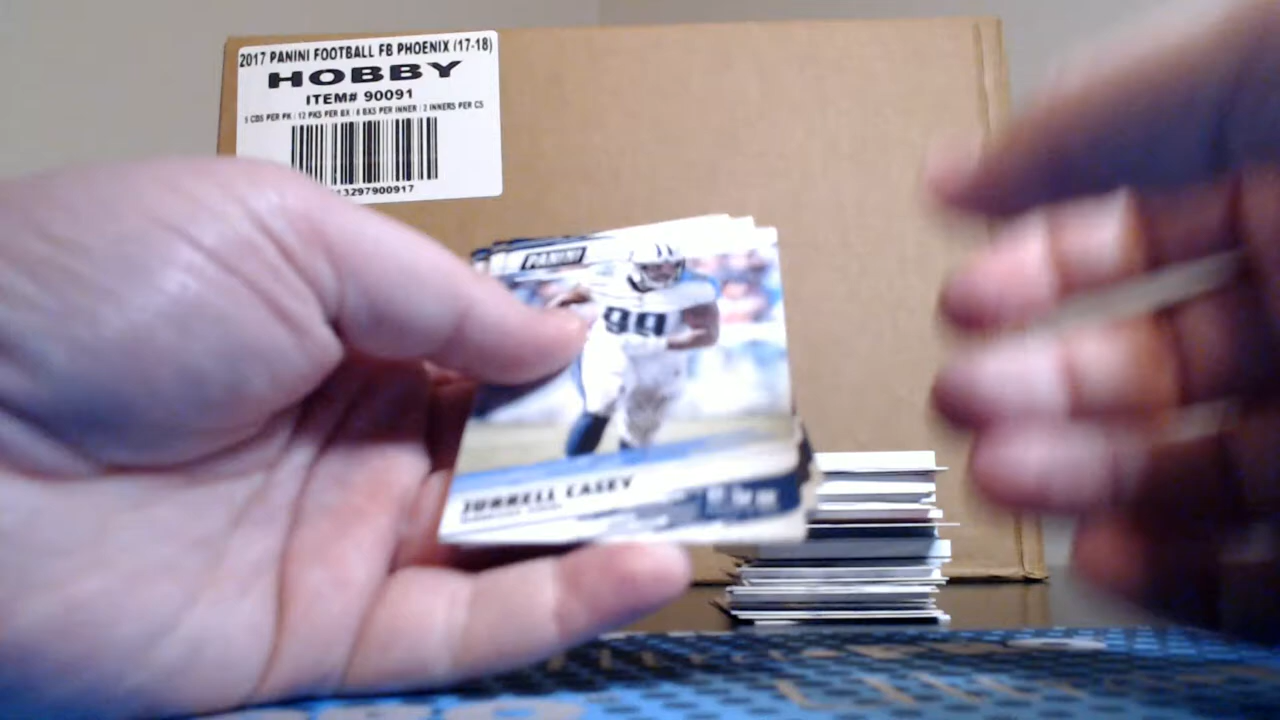 2017 PANINI FOOTBALL FB PHOENIX (17-18)
HOBBY
ITEM# 90091
5 CDS PER PK / 12 PKS PER BX / 6 BXS PER INNER / 2 INNERS PER CS
13297900917
PANINI
99
JURRELL CASEY